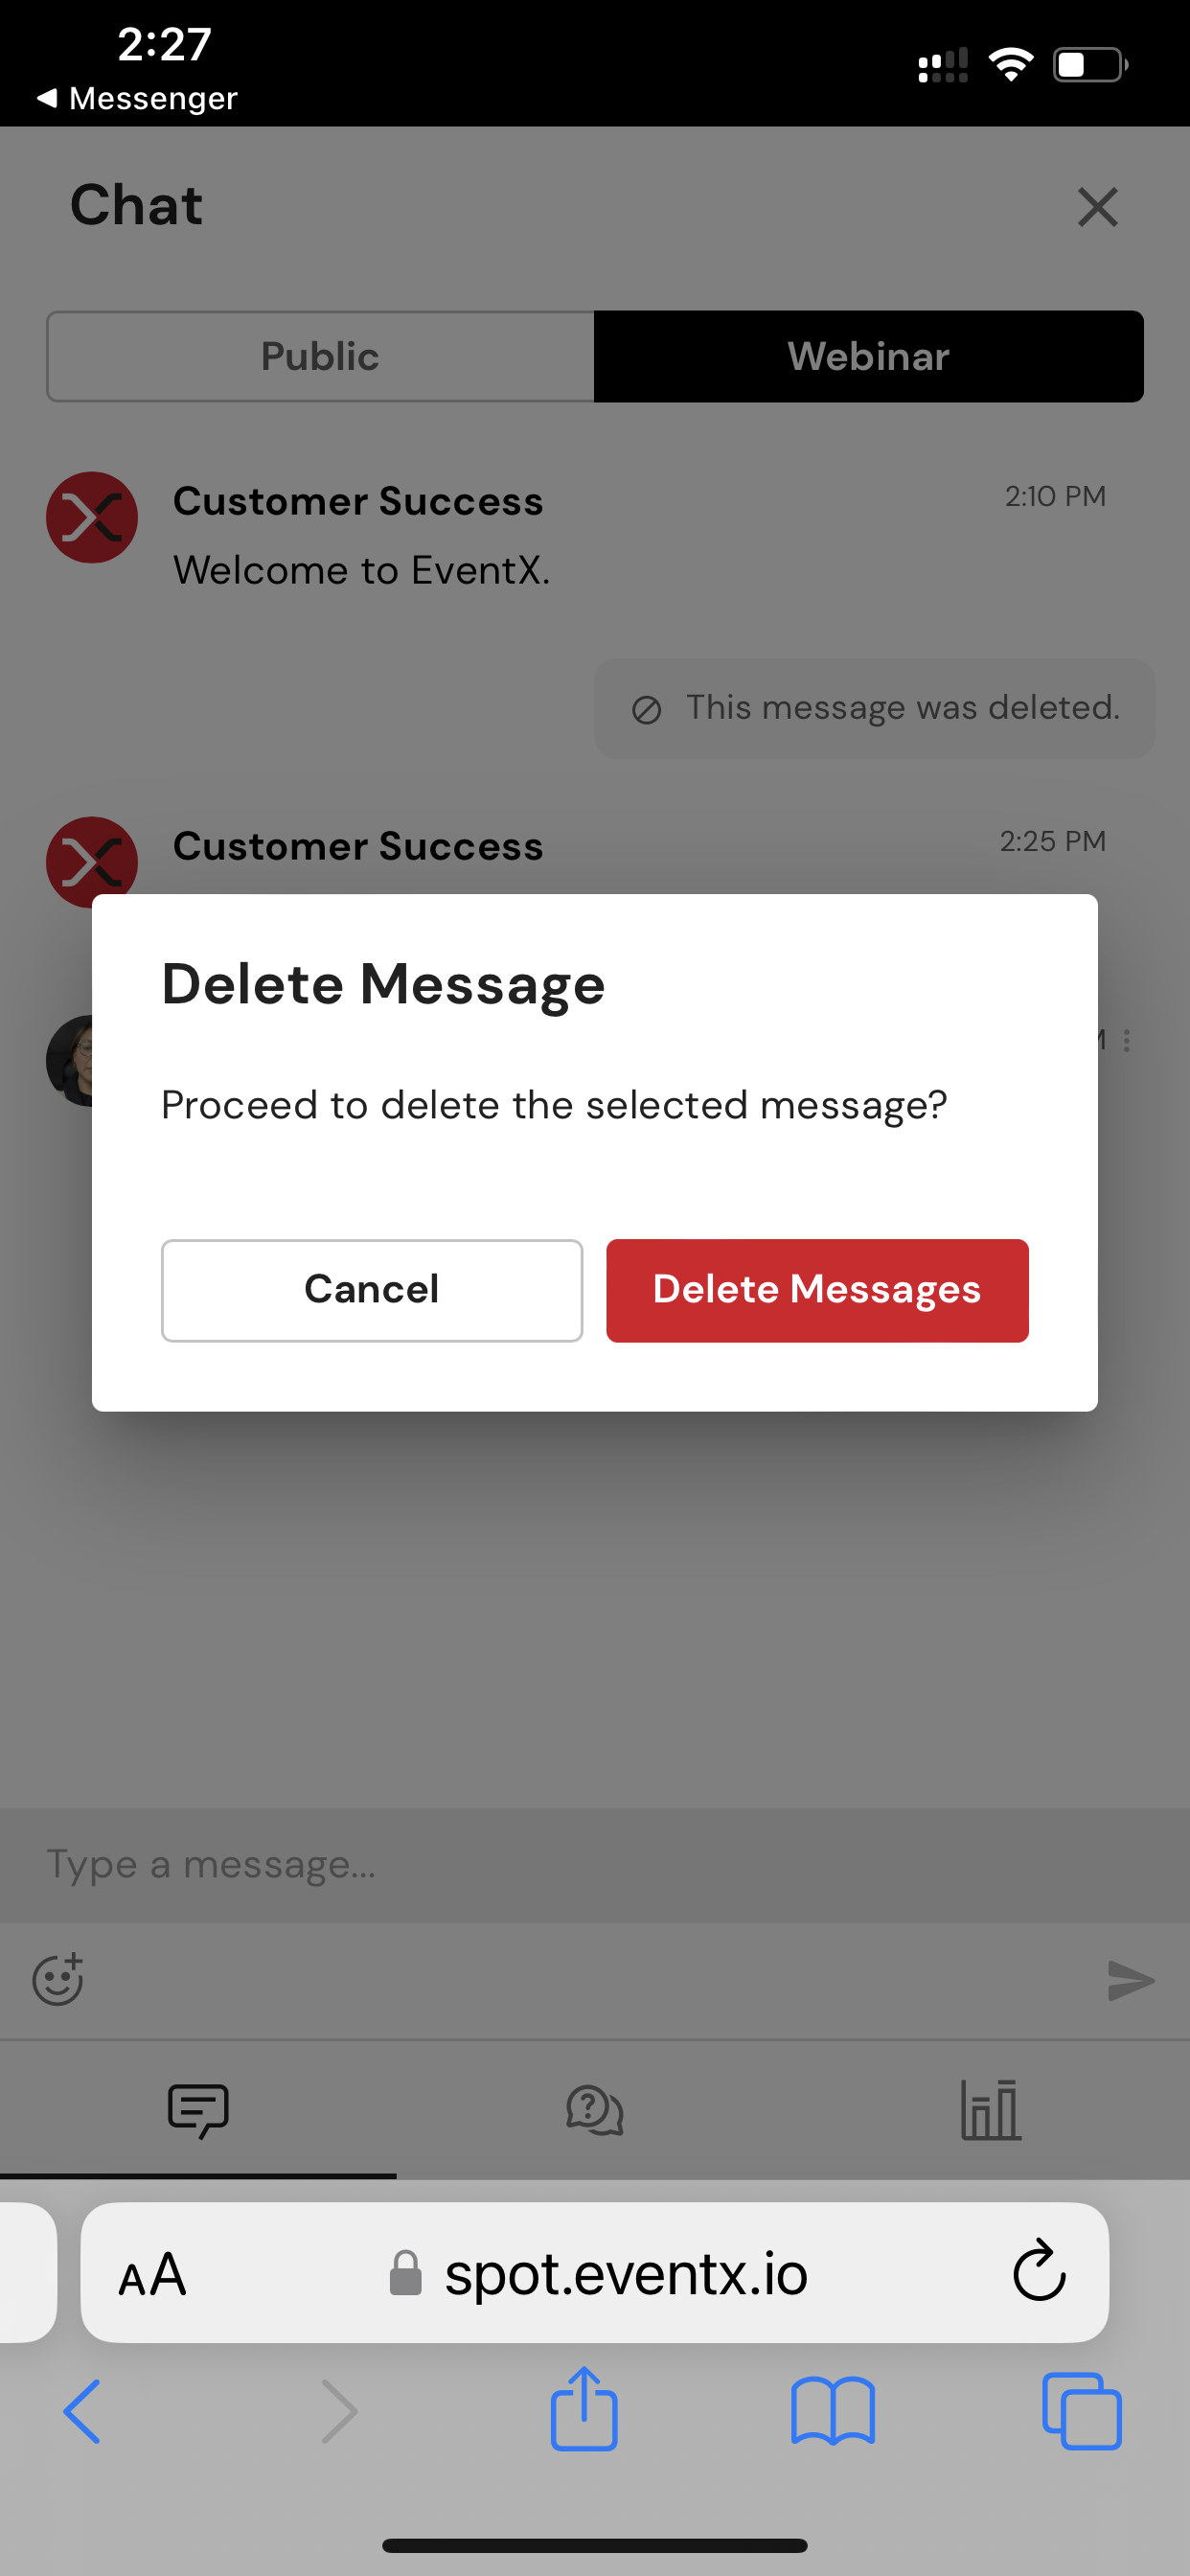 2:27
Messenger
Chat
Public
Webinar
Customer Success
2:10 PM
Welcome to EventX.
This message was deleted.
Customer Success
2:25 PM
Delete Message
Proceed to delete the selected message?
Cancel
Delete Messages
Type a message...
AA
spot.eventx.io